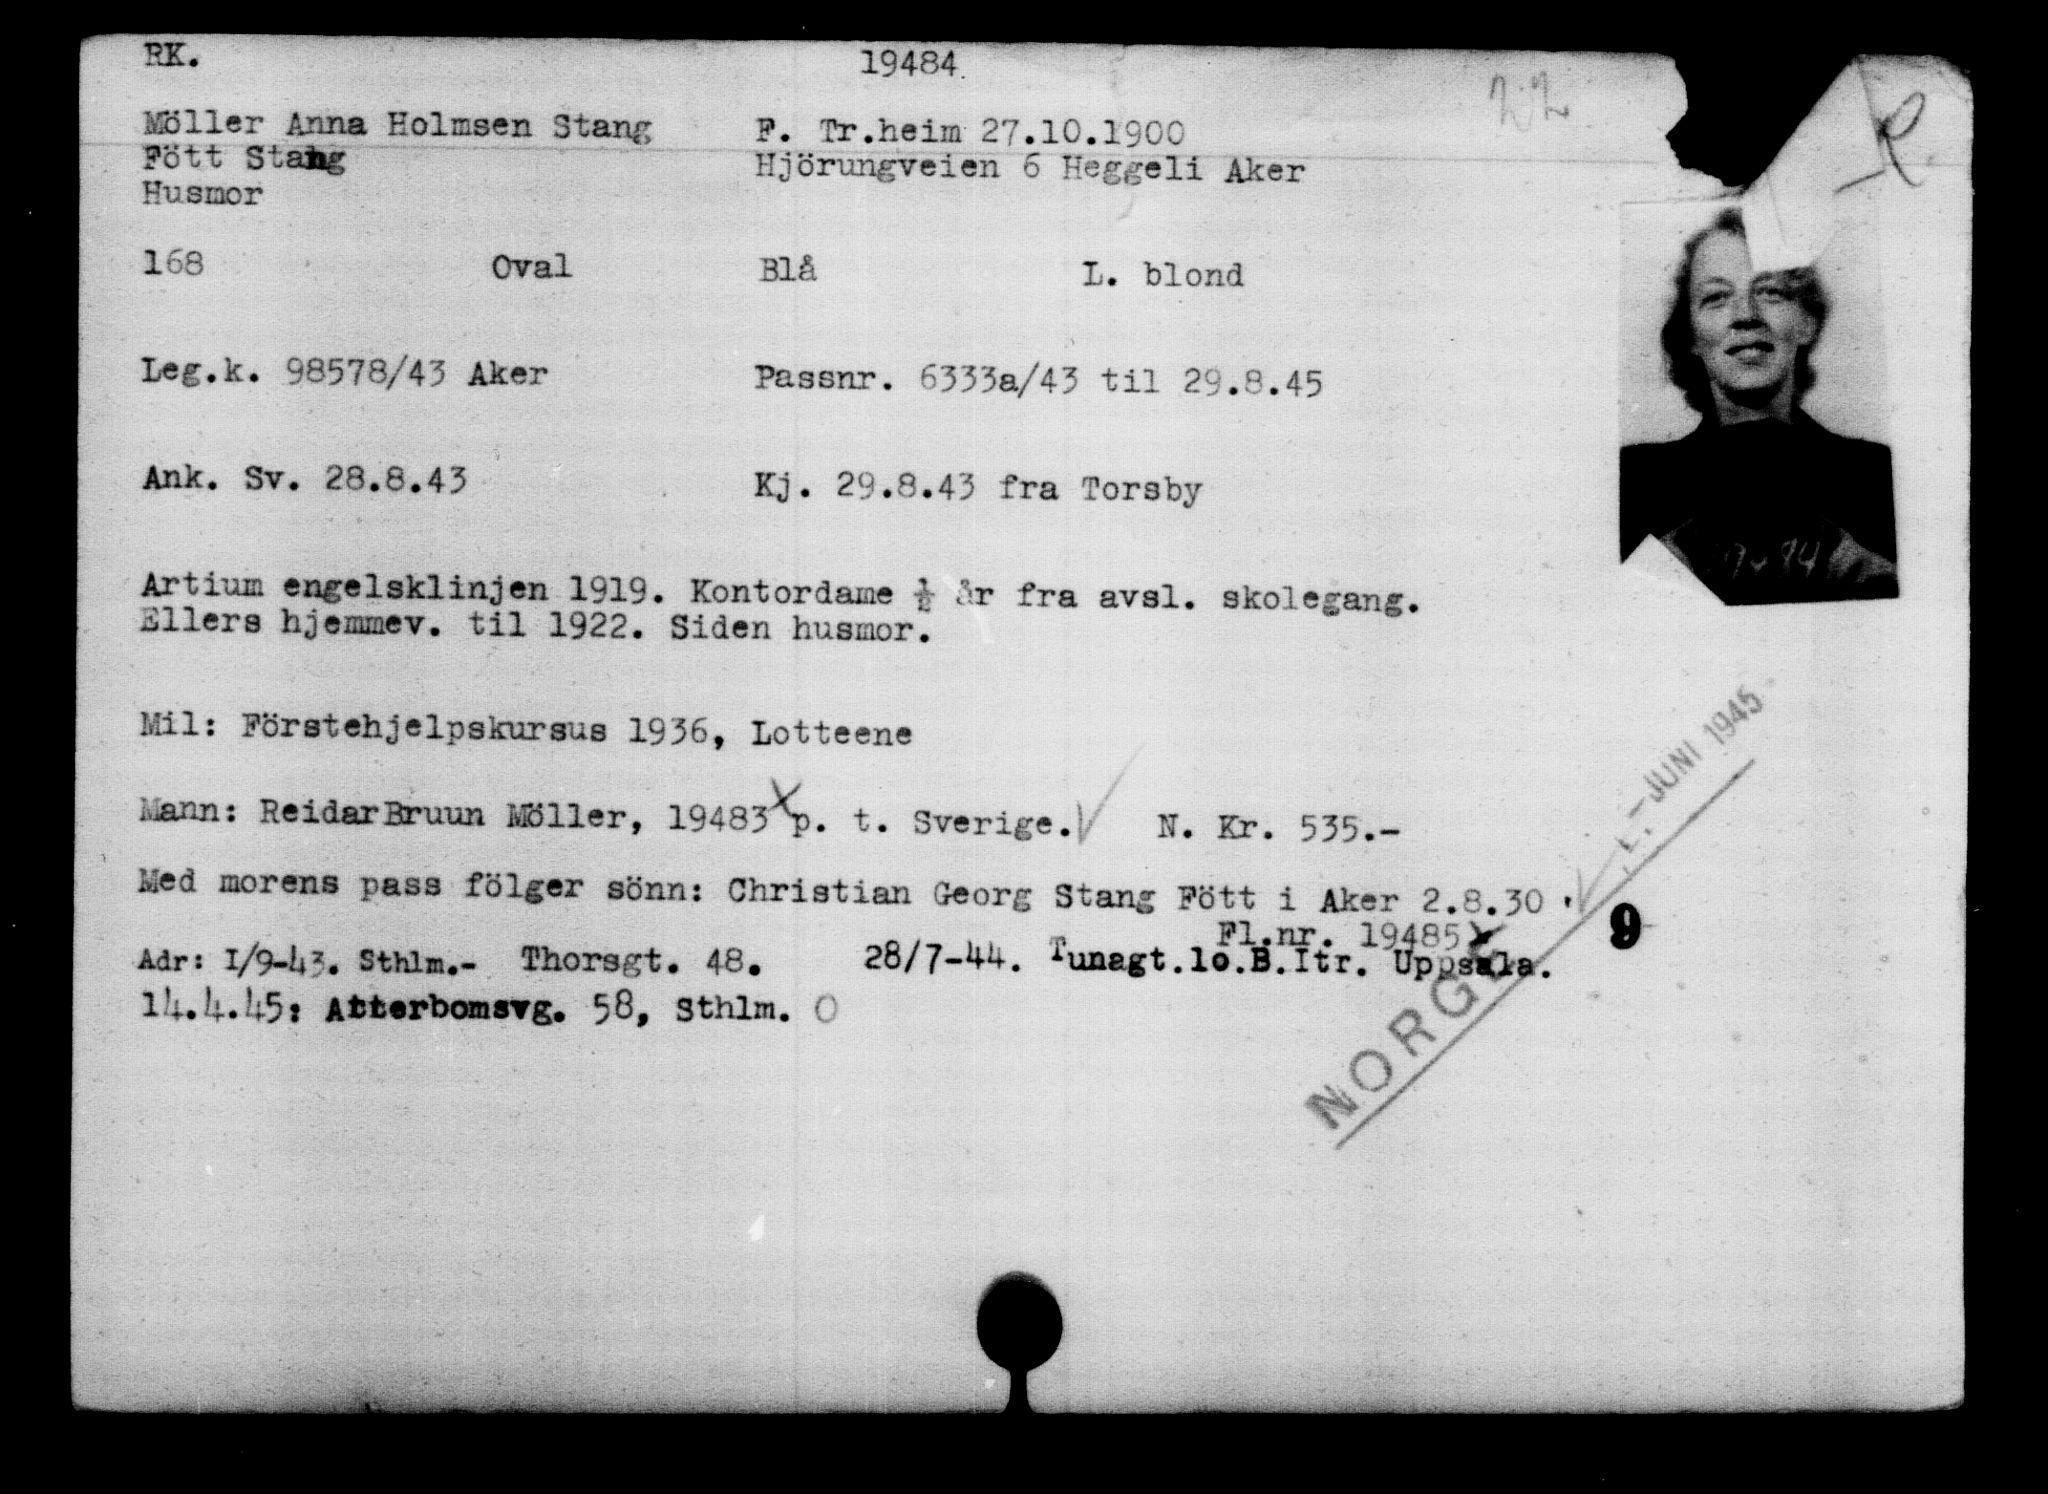 RK. 19484
22
Möller Anna Holmsen Stang F. Tr.heim 27.10.1900
Fött Stang Hjörungveien 6 Heggeli Aker
Husmor
168 Oval Blå L. blond
Leg.k. 98578/43 Aker Passnr. 6333a/43 til 29.8.45
Ank. Sv. 28.8.43 Kj. 29.8.43 fra Torsby
Artium engelsklinjen 1919. Kontordame ½ år fra avsl. skolegang.
Ellers hjemmev. til 1922. Siden husmor.
Mil: Förstehjelpskursus 1936, Lotteene
Mann: ReidarBruun Möller, 19483 p. t. Sverige. N. Kr. 535.-
Med morens pass fölger sönn: Christian Georg Stang Fött i Aker 2.8.30
Fl.nr. 19485
9
Adr: I/9-43. Sthlm.- Thorsgt. 48. 28/7-44. Tunagt.lo.B.Itr. Uppsala.
14.4.45: Atterbomsvg. 58, Sthlm. O
NORGE
JUNI 1945